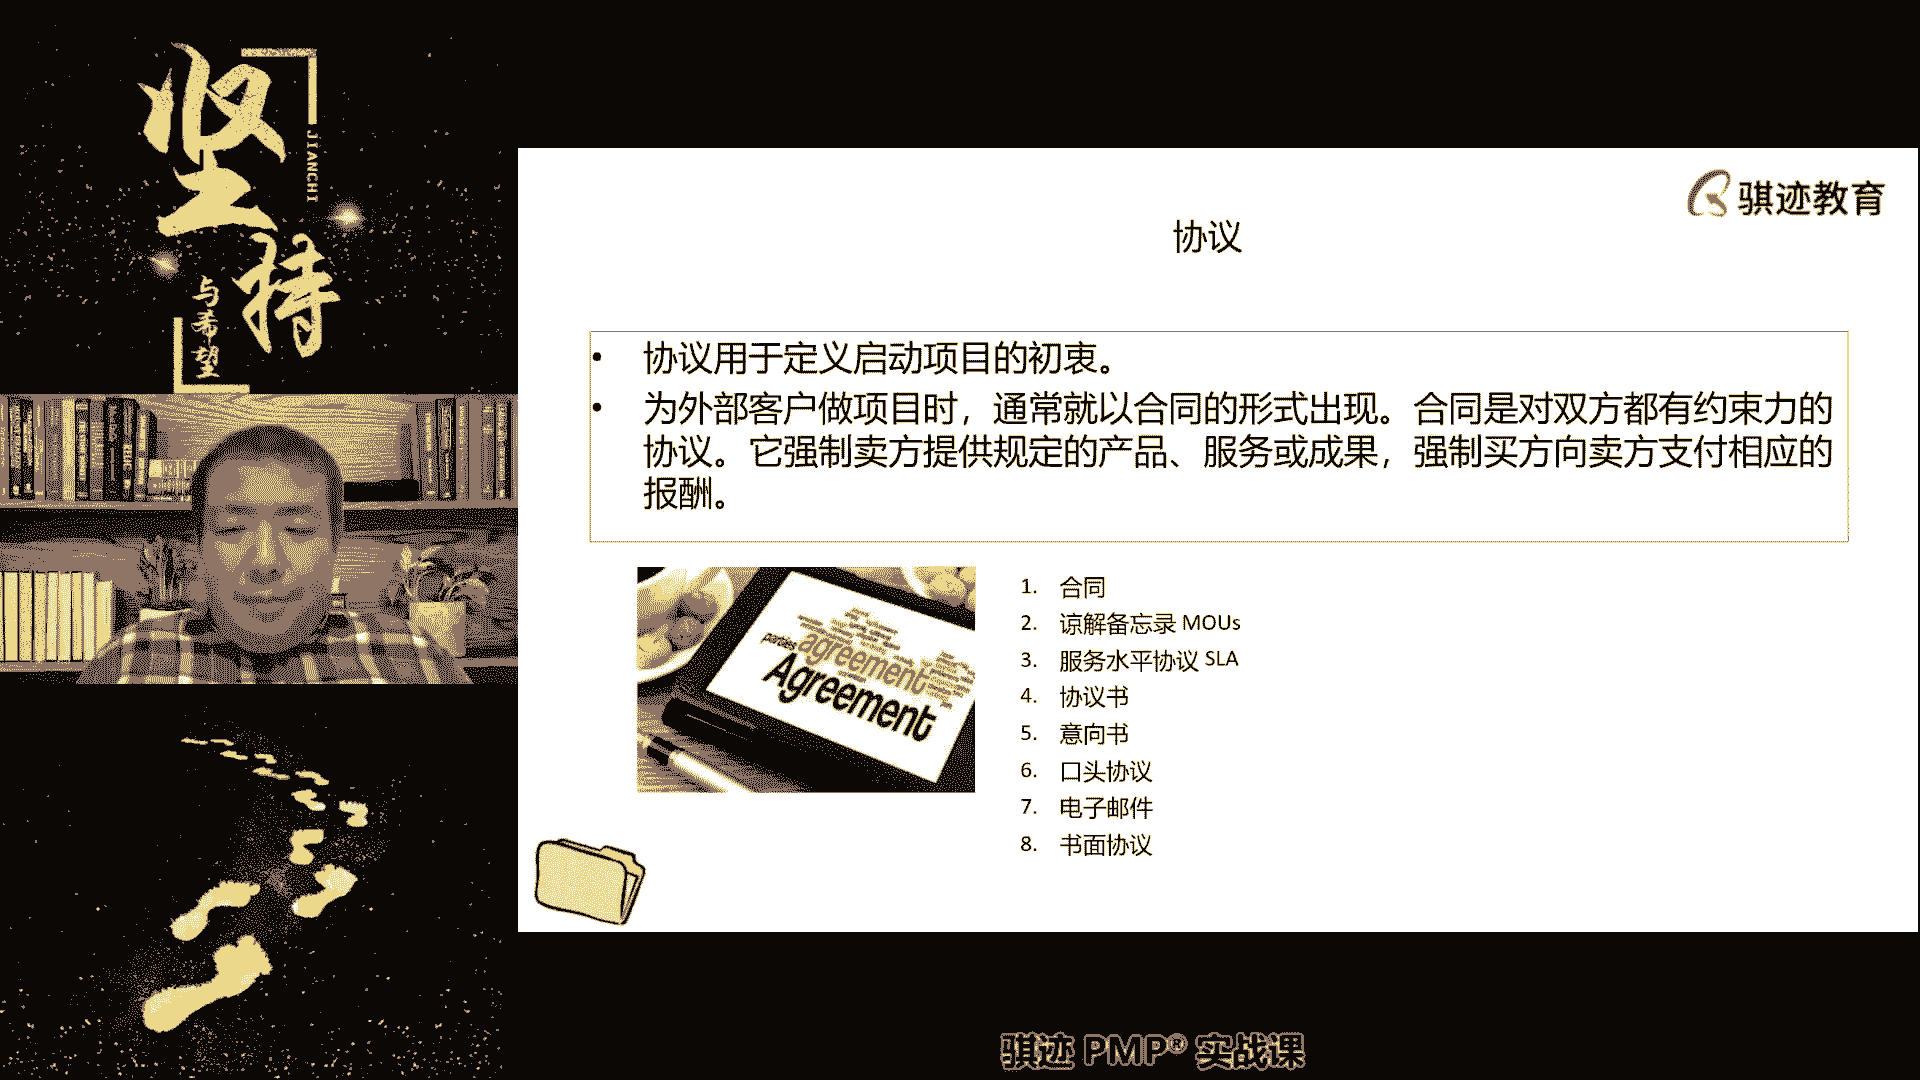 坚持
JIANCHI
与希望
骐迹教育
协议
• 协议用于定义启动项目的初衷。
• 为外部客户做项目时，通常就以合同的形式出现。合同是对双方都有约束力的
协议。它强制卖方提供规定的产品、服务或成果，强制买方向卖方支付相应的
报酬。
parties
agreement
Agreement
1. 合同
2. 谅解备忘录 MOUs
3. 服务水平协议 SLA
4. 协议书
5. 意向书
6. 口头协议
7. 电子邮件
8. 书面协议
骐迹 PMP® 实战课